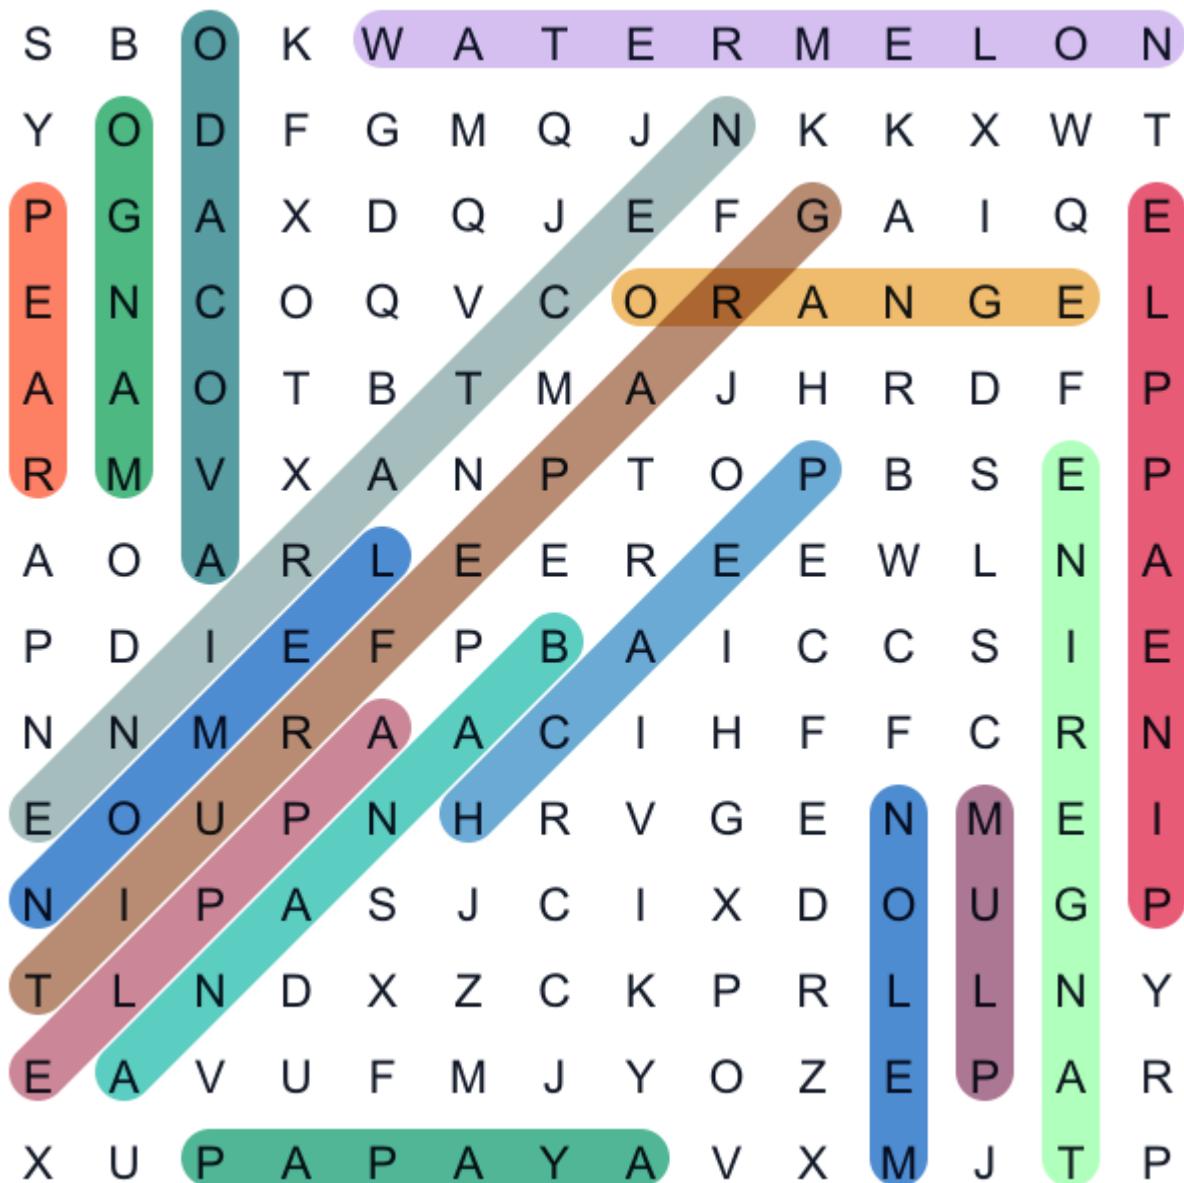 S B O K W A T E R M E L O N
Y O D F G M Q J N K K X W T
P G A X D Q J E F G A I Q E
E N C O Q V C O R A N G E L
A A O T B T M A J H R D F P
R M V X A N P T O P B S E P
A O A R L E E R E E W L N A
P D I E F P B A I C C S I E
N N M R A A C I H F F C R N
E O U P N H R V G E N M E I
N I P A S J C I X D O U G P
T L N D X Z C K P R L L N Y
E A V U F M J Y O Z E P A R
X U P A P A Y A V X M J T P